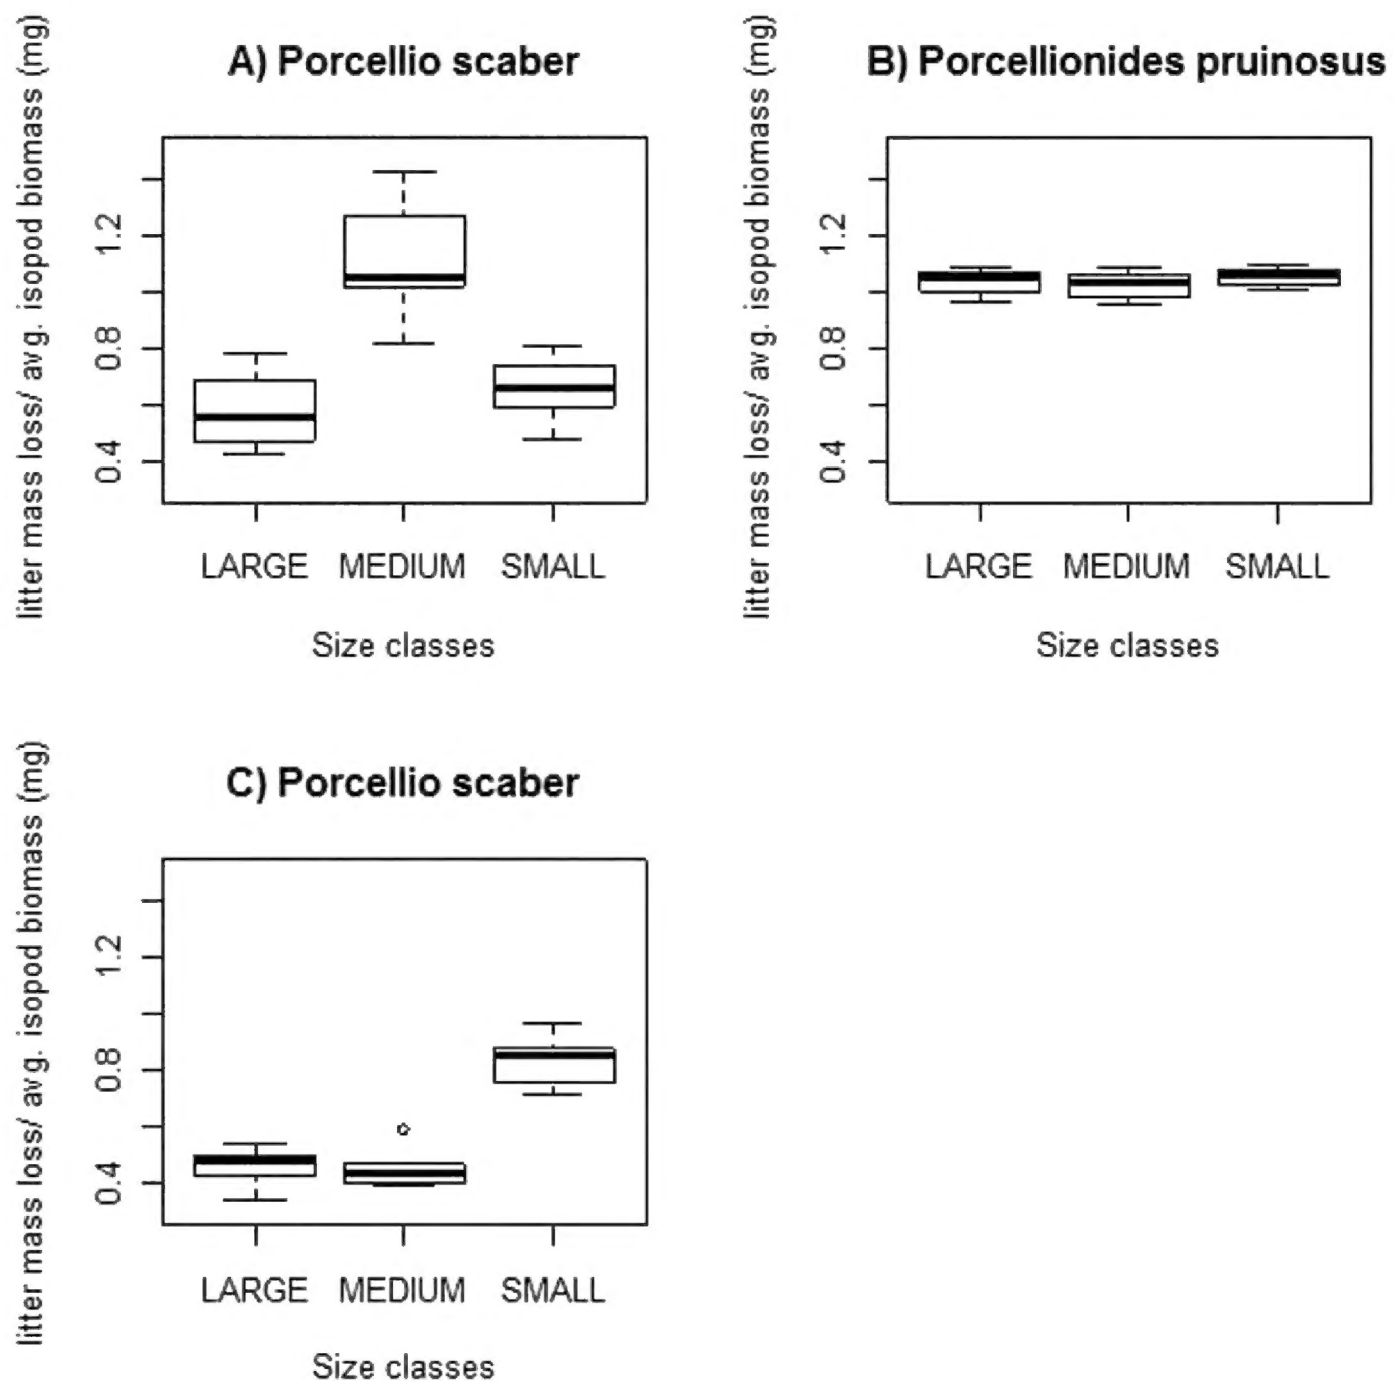 A) Porcellio scaber
litter mass loss/ avg. isopod biomass (mg)
1.2
0.8
0.4
LARGE MEDIUM SMALL
Size classes
B) Porcellionides pruinosus
litter mass loss/ avg. isopod biomass (mg)
1.2
0.8
0.4
LARGE MEDIUM SMALL
Size classes
C) Porcellio scaber
litter mass loss/ avg. isopod biomass (mg)
1.2
0.8
0.4
LARGE MEDIUM SMALL
Size classes